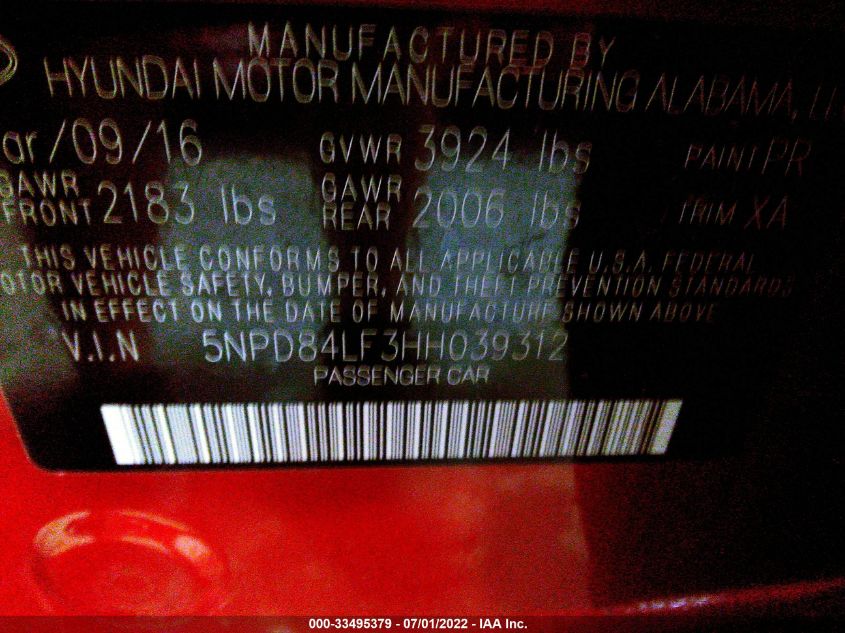 MANUFACTURED BY
HYUNDAI MOTOR MANUFACTURING ALABAMA,
ar/09/16 GVWR 3924 lbs PAINT PR
GAWR FRONT 2183 lbs GAWR REAR 2006 lbs TRIM XA
THIS VEHICLE CONFORMS TO ALL APPLICABLE U.S.A. FEDERAL
OTOR VEHICLE SAFETY, BUMPER, AND THEFT PREVENTION STANDARDS
IN EFFECT ON THE DATE OF MANUFACTURE SHOWN ABOVE
V.I.N 5NPD84LF3HH039312
PASSENGER CAR
000-33495379 - 07/01/2022 - IAA Inc.